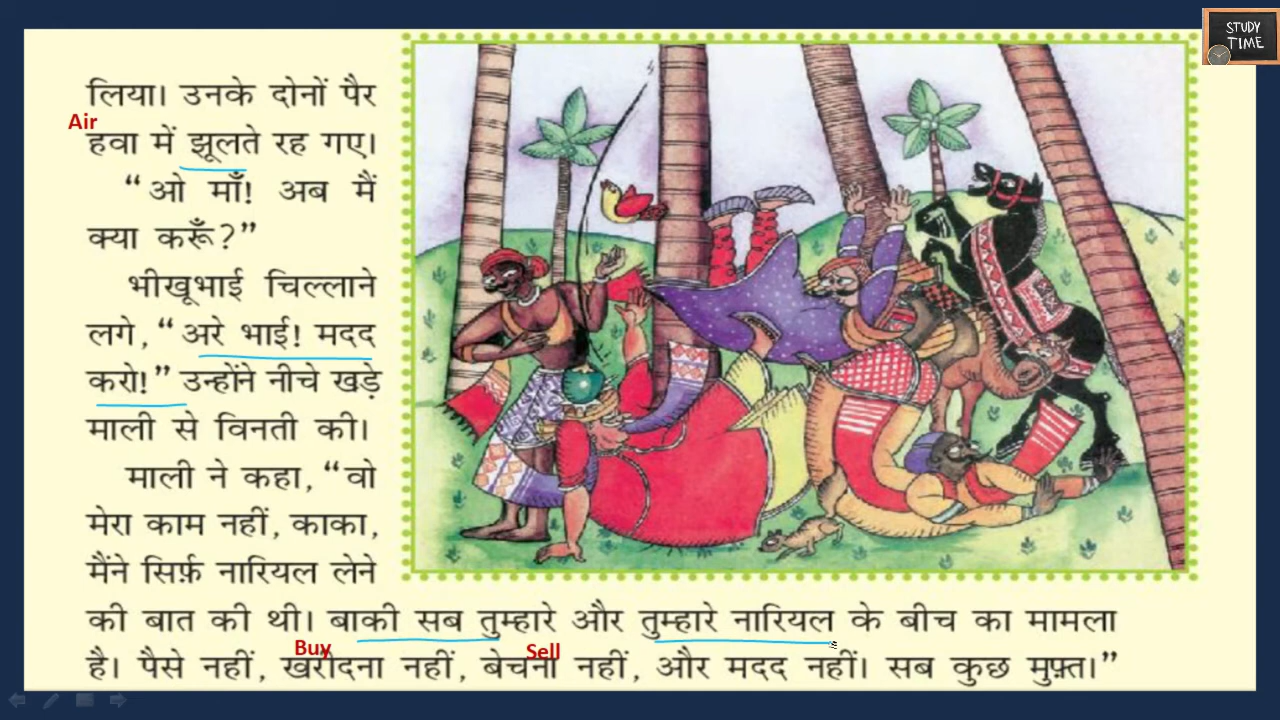 STUDY
TIME
लिया। उनके दोनों पैर
Air
हवा में झूलते रह गए।
“ओ माँ! अब मैं
क्या करूँ?”
भीखूभाई चिल्लाने
लगे, “अरे भाई! मदद
करो!” उन्होंने नीचे खड़े
माली से विनती की।
माली ने कहा, “वो
मेरा काम नहीं, काका,
मैंने सिर्फ़ नारियल लेने
की बात की थी। बाकी सब तुम्हारे और तुम्हारे नारियल के बीच का मामला
Buy Sell
है। पैसे नहीं, खरीदना नहीं, बेचना नहीं, और मदद नहीं। सब कुछ मुफ़्त।”